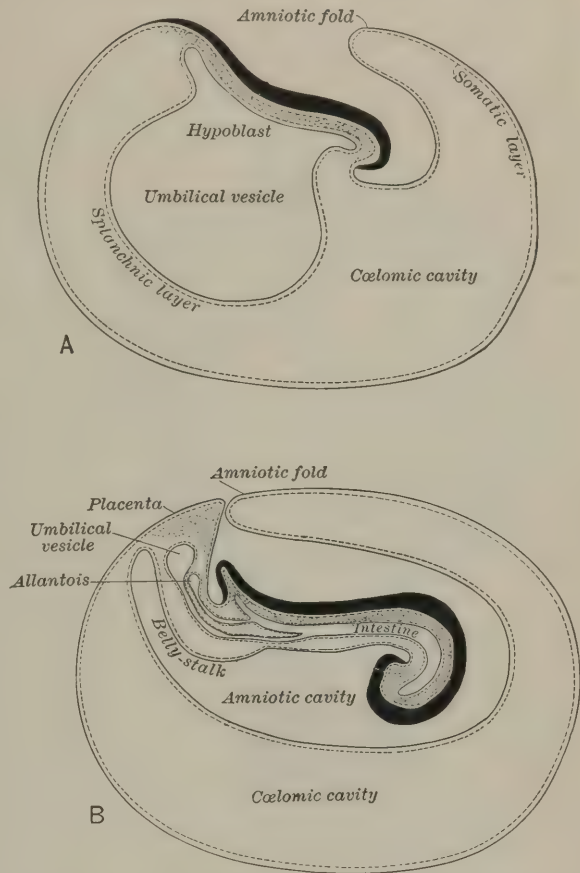 Amniotic fold
Somatic layer
Hypoblast
Umbilical vesicle
Splanchnic layer
Cœlomic cavity
A
Amniotic fold
Placenta
Umbilical
vesicle
Allantois
Belly-stalk
Intestine
Amniotic cavity
Cœlomic cavity
B